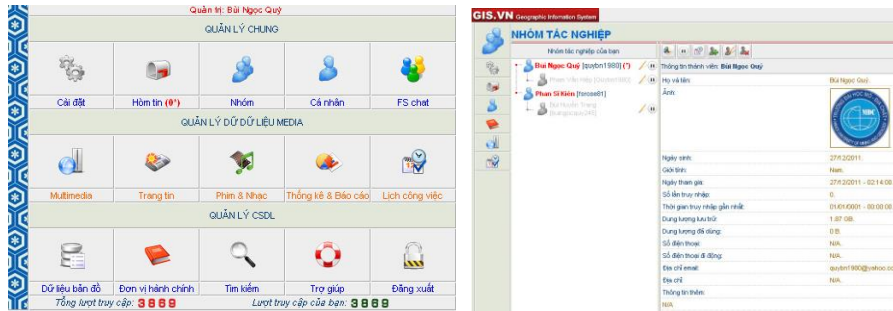 Quản trị: Bùi Ngọc Quý
QUẢN LÝ CHUNG
Cài đặt
Hòm tin (0*)
Nhóm
Cá nhân
FS chat
QUẢN LÝ DỮ DỮ LIỆU MEDIA
Multimedia
Trang tin
Phim & Nhạc
Thống kê & Báo cáo
Lịch công việc
QUẢN LÝ CSDL
Dữ liệu bản đồ
Đơn vị hành chính
Tìm kiếm
Trợ giúp
Đăng xuất
Tổng lượt truy cập: 3869
Lượt truy cập của bạn: 3869
GIS.VN Geographic Information System
NHÓM TÁC NGHIỆP
Nhóm tác nghiệp của bạn
Bùi Ngọc Quý [quybn1980] (*)
Phan Sĩ Kiên
Thông tin thành viên: Bùi Ngọc Quý
Họ và tên: Bùi Ngọc Quý.
Ảnh:
Ngày sinh: 27/12/2011.
Giới tính: Nam.
Ngày tham gia: 27/12/2011 - 02:14:00
Số lần truy nhập: 0.
Thời gian truy nhập gần nhất: 01/01/0001 - 00:00:00
Dung lượng lưu trữ: 1.87 GB.
Dung lượng đã dùng: 0 B.
Số điện thoại: N/A.
Số điện thoại di động: N/A.
Địa chỉ email: quybn1980@yahoo.co
Địa chỉ: N/A.
Thông tin thêm:
N/A.